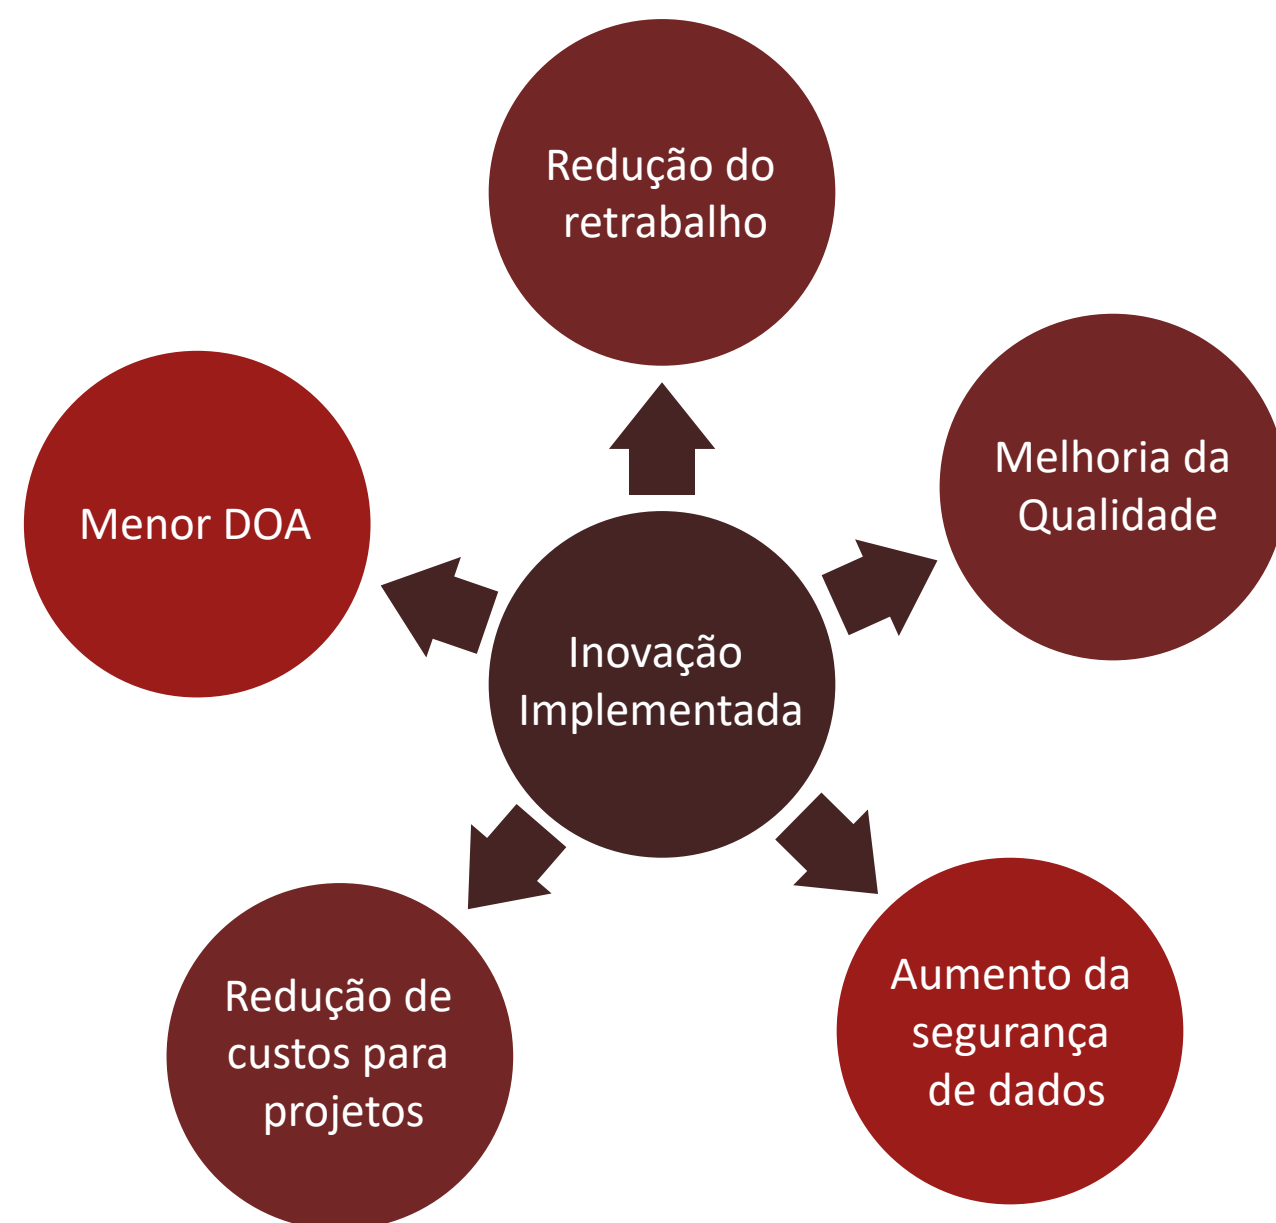 Redução do
retrabalho
Melhoria da
Qualidade
Menor DOA
Inovação
Implementada
Aumento da
segurança
de dados
Redução de
custos para
projetos